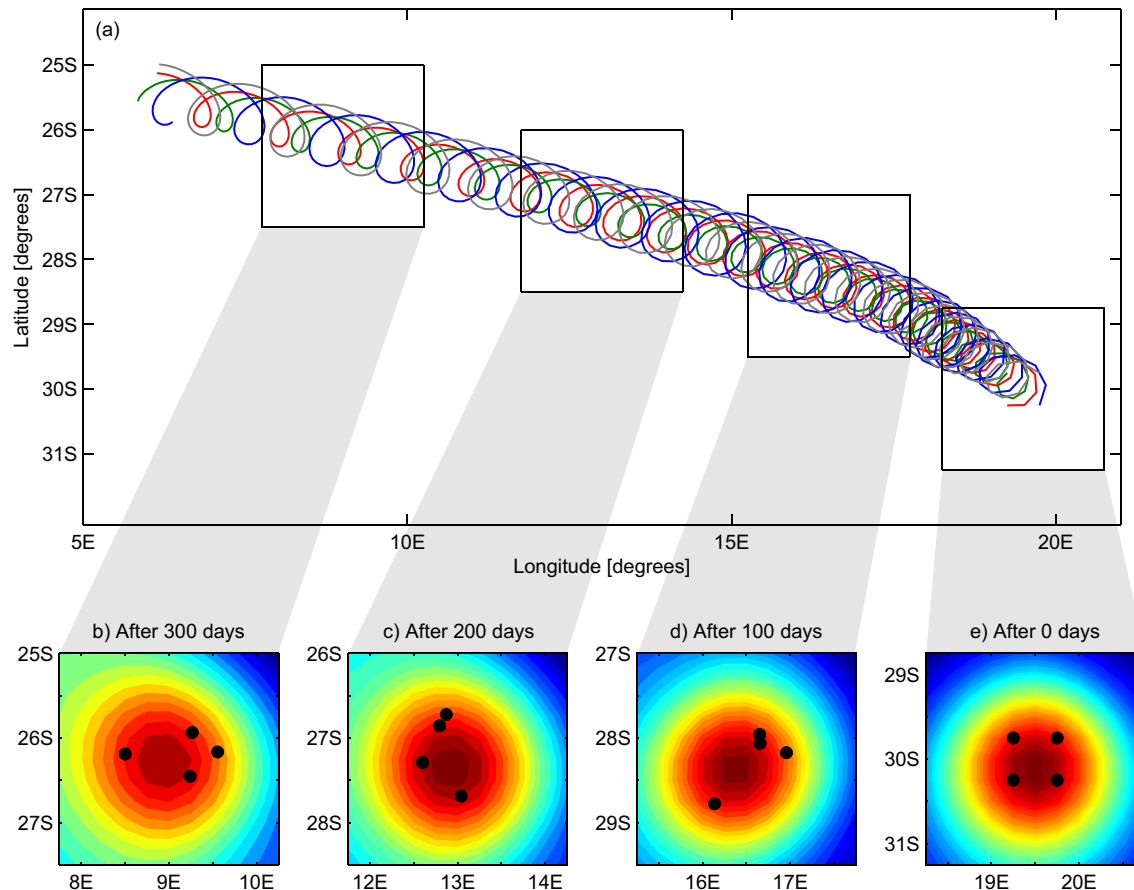 (a)
25S
26S
27S
28S
29S
30S
31S
Latitude [degrees]
5E 10E 15E 20E
Longitude [degrees]
b) After 300 days
25S
26S
27S
8E 9E 10E
c) After 200 days
26S
27S
28S
12E 13E 14E
d) After 100 days
27S
28S
29S
16E 17E
e) After 0 days
29S
30S
31S
19E 20E